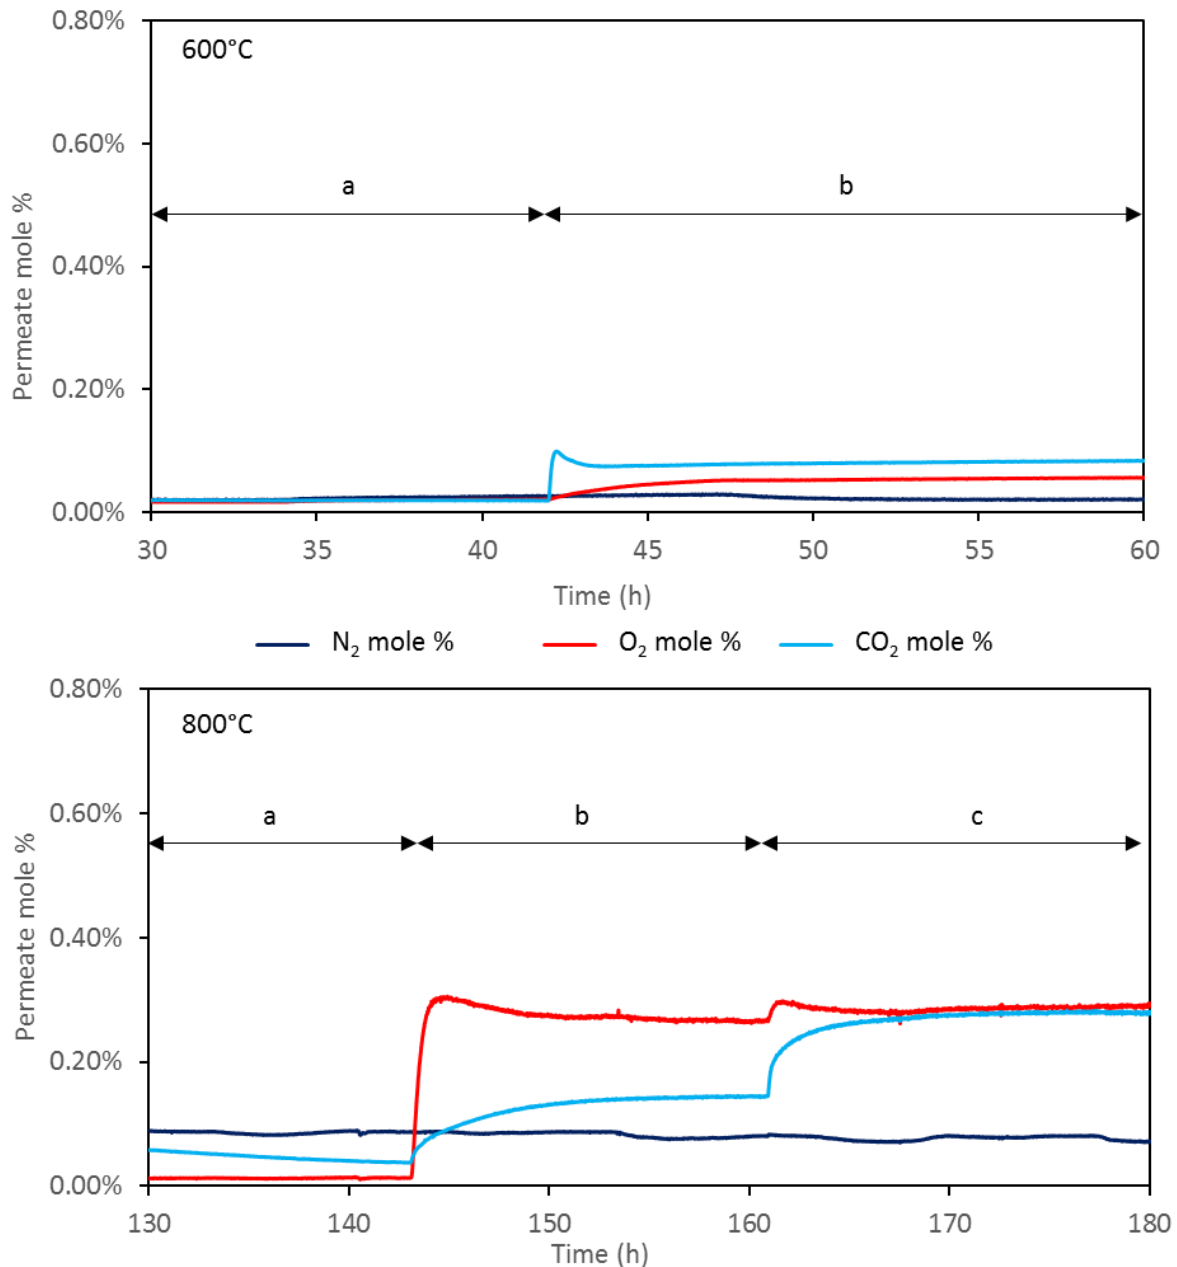 0.80%
600°C
0.60%
a b
0.40%
0.20%
0.00%
Permeate mole %
30 35 40 45 50 55 60
Time (h)
N₂ mole % O₂ mole % CO₂ mole %
0.80%
800°C
0.60%
a b c
0.40%
0.20%
0.00%
Permeate mole %
130 140 150 160 170 180
Time (h)